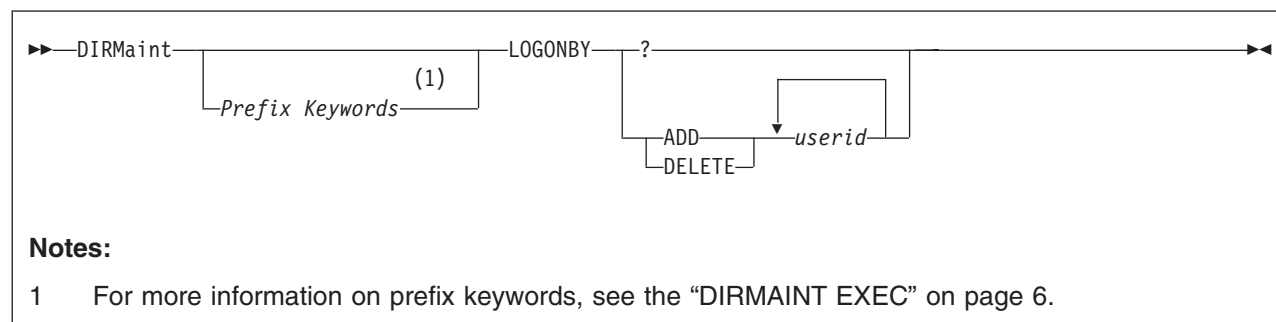 DIRMaint LOGONBY ?
(1)
Prefix Keywords
ADD userid
DELETE
Notes:
1 For more information on prefix keywords, see the “DIRMAINT EXEC” on page 6.